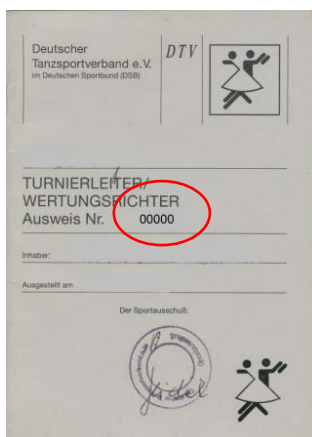 Deutscher
Tanzsportverband e.V.
im Deutschen Sportbund (DSB)
DTV
TURNIERLEITER/
WERTUNGSRICHTER
Ausweis Nr. 00000
Inhaber:
Ausgestellt am
Der Sportausschuß: